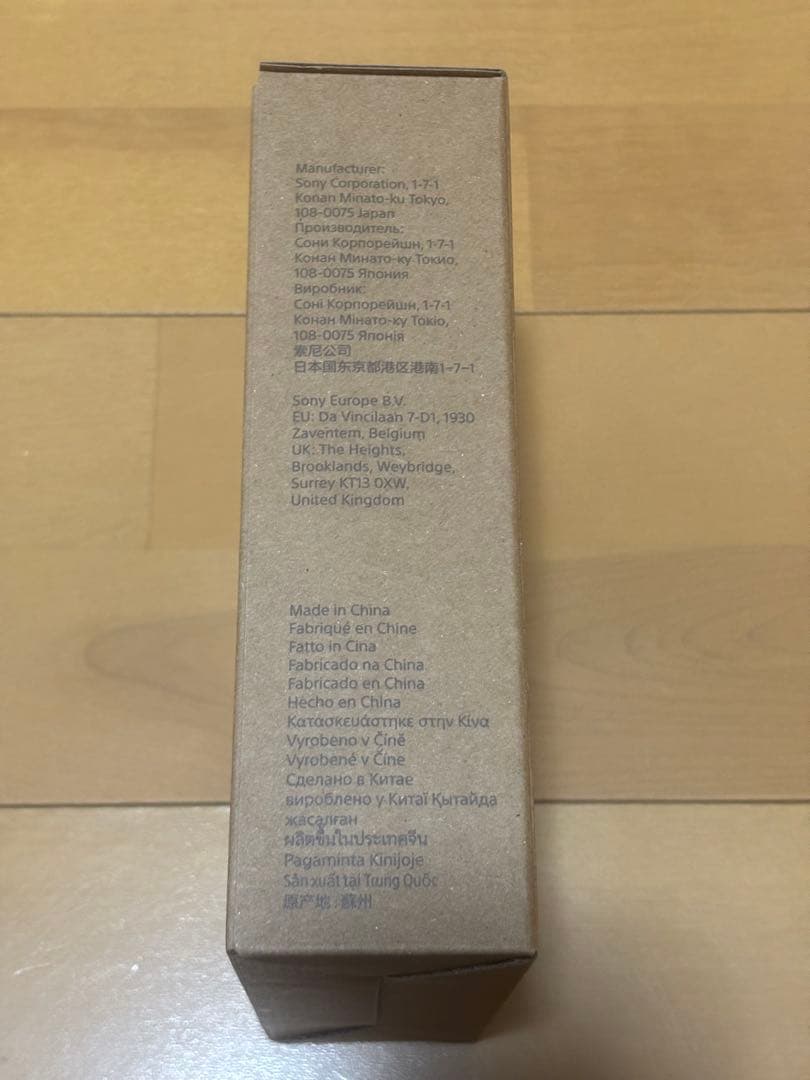 Manufacturer:
Sony Corporation, 1-7-1
Konan Minato-ku Tokyo,
108-0075 Japan
Производитель:
Сони Корпорейшн, 1-7-1
Конан Минато-ку Токио,
108-0075 Япония
Виробник:
Соні Корпорейшн, 1-7-1
Конан Мінато-ку Токіо,
108-0075 Японія
索尼公司
日本国东京都港区港南1-7-1
Sony Europe B.V.
EU: Da Vincilaan 7-D1, 1930
Zaventem, Belgium
UK: The Heights,
Brooklands, Weybridge,
Surrey KT13 0XW,
United Kingdom
Made in China
Fabriqué en Chine
Fatto in Cina
Fabricado na China
Fabricado en China
Hecho en China
Κατασκευάστηκε στην Κίνα
Vyrobeno v Číně
Vyrobené v Číne
Сделано в Китае
вироблено у Китаї Қытайда
жасалған
ผลิตขึ้นในประเทศจีน
Pagaminta Kinijoje
Sản xuất tại Trung Quốc
原产地：蘇州